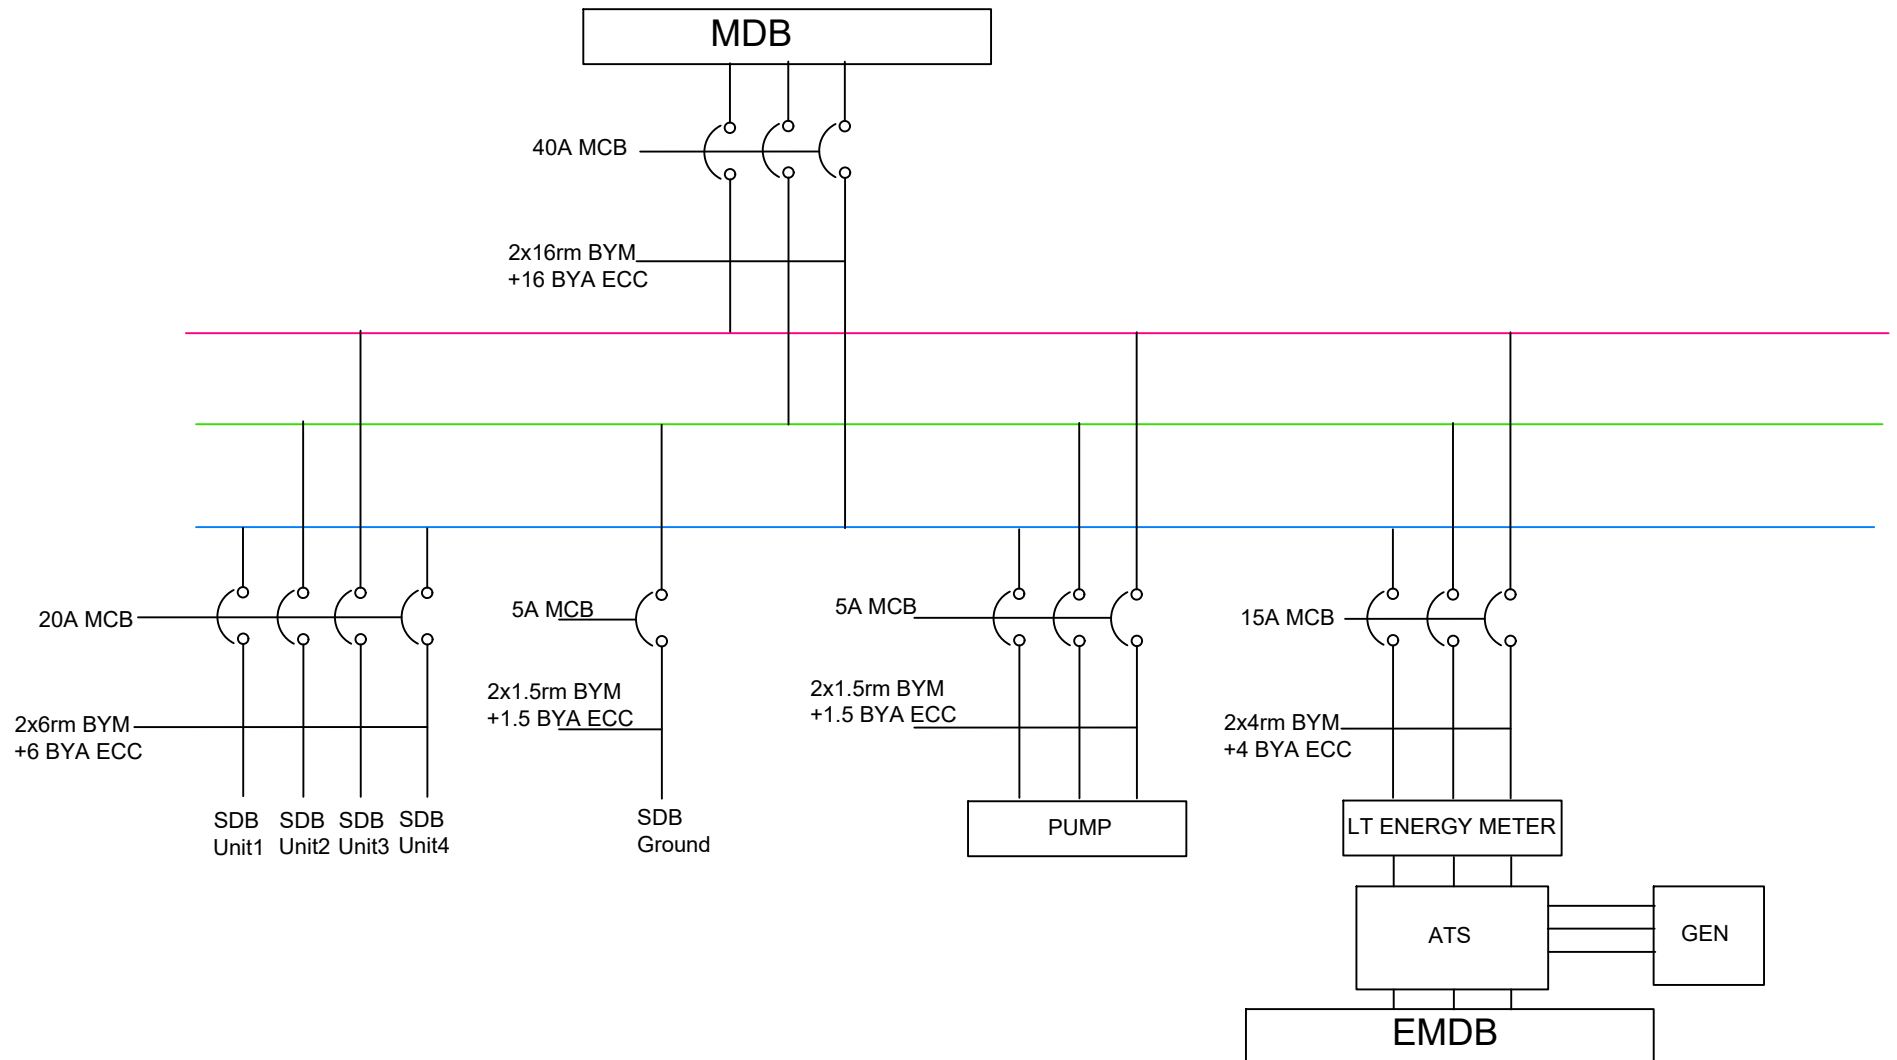 MDB
40A MCB
2x16rm BYM
+16 BYA ECC
20A MCB
5A MCB
5A MCB
15A MCB
2x6rm BYM
+6 BYA ECC
2x1.5rm BYM
+1.5 BYA ECC
2x1.5rm BYM
+1.5 BYA ECC
2x4rm BYM
+4 BYA ECC
SDB
Unit1
SDB
Unit2
SDB
Unit3
SDB
Unit4
SDB
Ground
PUMP
LT ENERGY METER
ATS
GEN
EMDB